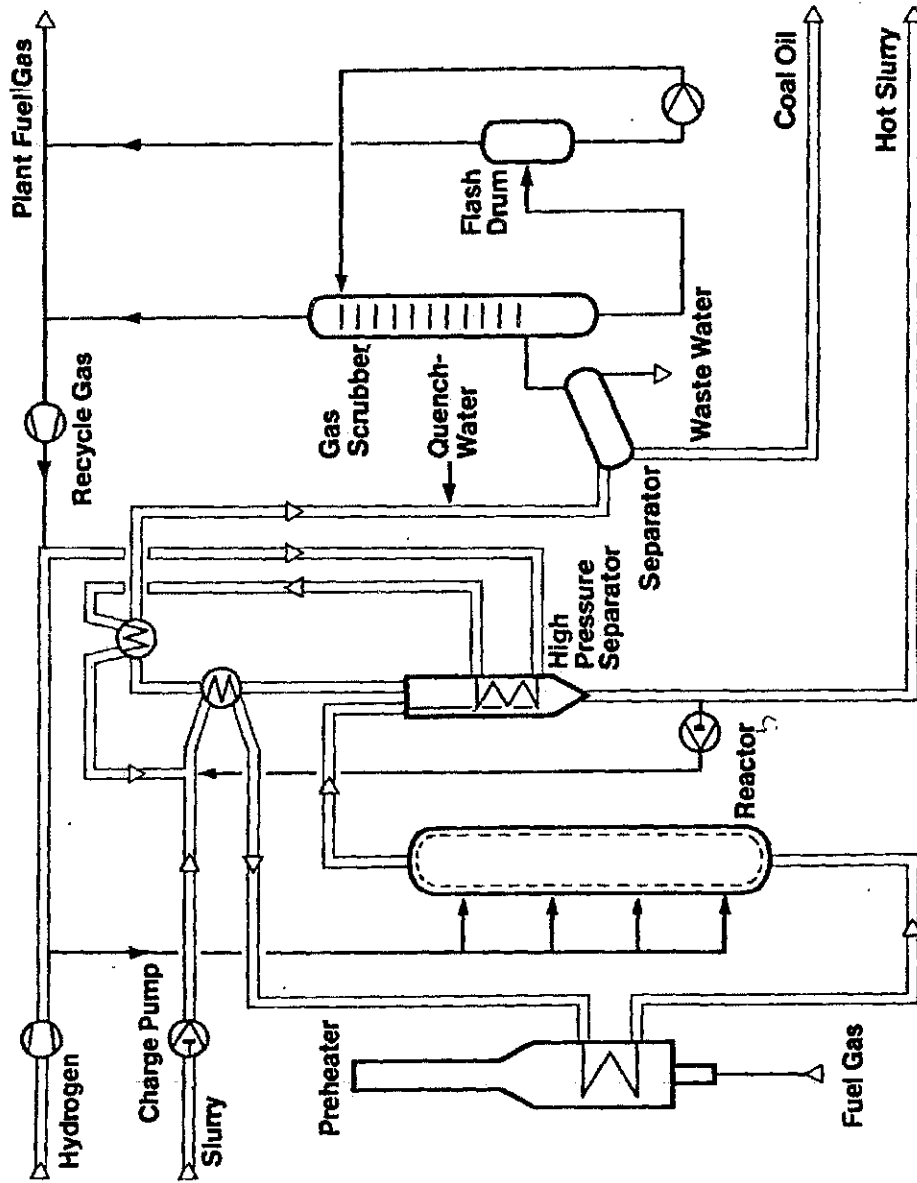 Hydrogen
Charge Pump
Slurry
Preheater
Fuel Gas
Reactor
High
Pressure
Separator
Recycle Gas
Gas
Scrubber
Quench-
Water
Separator
Waste Water
Flash
Drum
Plant Fuel Gas
Coal Oil
Hot Slurry